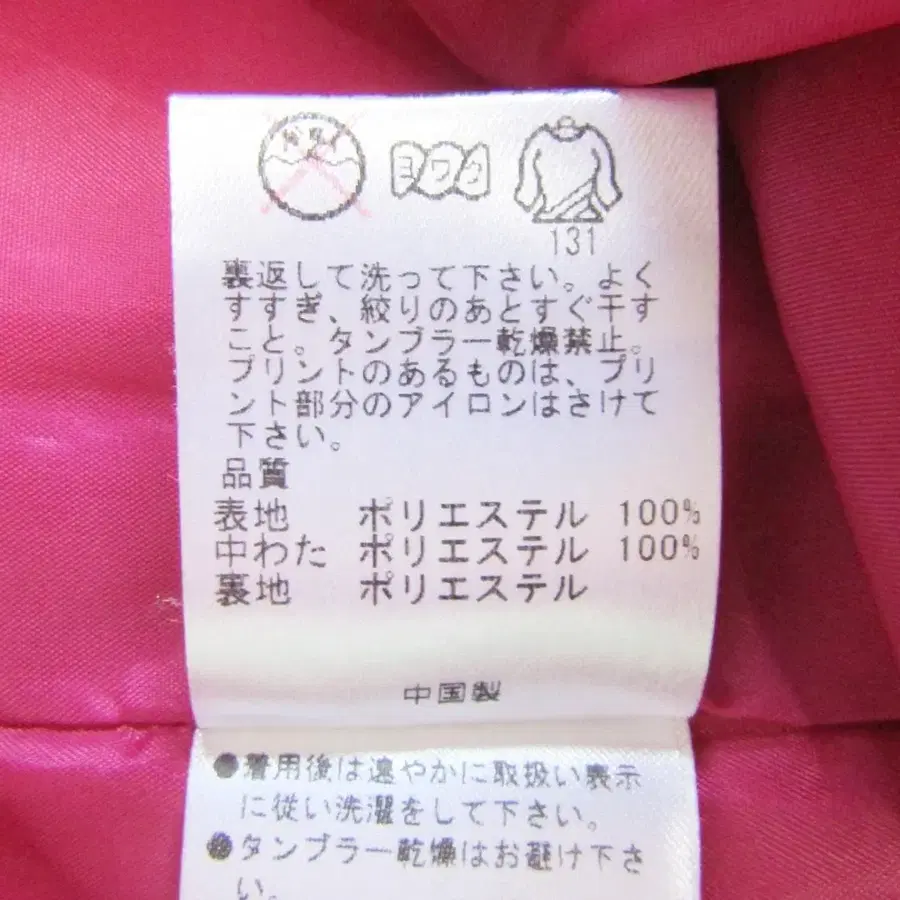 ヨワク
131
裏返して洗って下さい。よく
すすぎ、絞りのあとすぐ干す
こと。タンブラー乾燥禁止。
プリントのあるものは、プリ
ント部分のアイロンはさけて
下さい。
品質
表地 ポリエステル 100%
中わた ポリエステル 100%
裏地 ポリエステル
中国製
●着用後は速やかに取扱い表示
に従い洗濯をして下さい。
●タンブラー乾燥はお避け下さ
い。